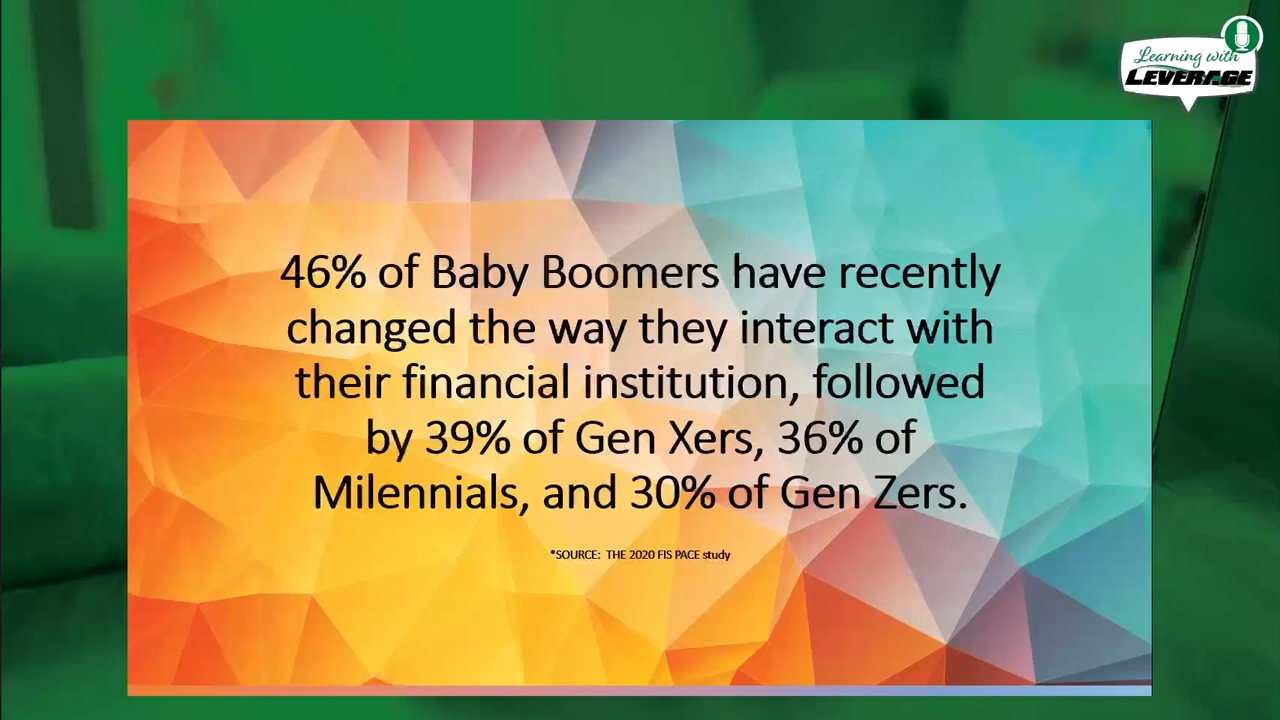 Learning with
LEVERAGE
46% of Baby Boomers have recently
changed the way they interact with
their financial institution, followed
by 39% of Gen Xers, 36% of
Milennials, and 30% of Gen Zers.
*SOURCE: THE 2020 FIS PACE study